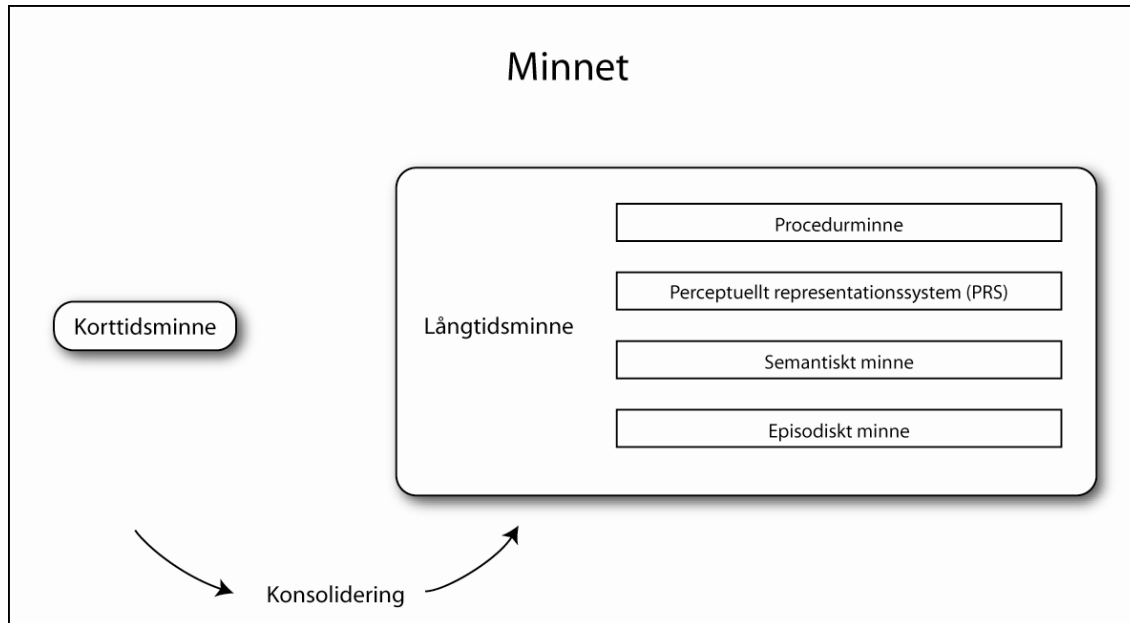 Minnet
Korttidsminne
Långtidsminne
Procedurminne
Perceptuellt representationssystem (PRS)
Semantiskt minne
Episodiskt minne
Konsolidering